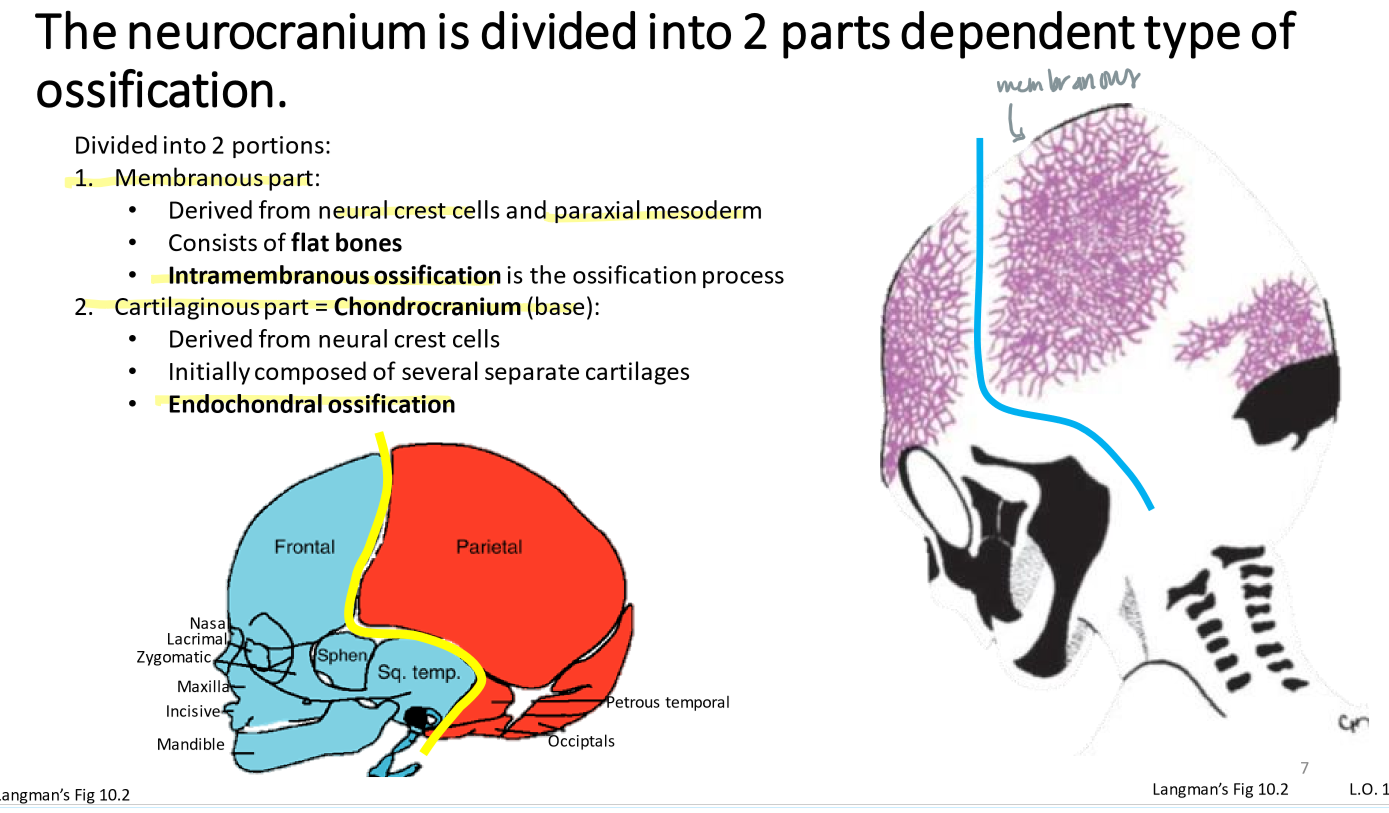 The neurocranium is divided into 2 parts dependent type of
ossification.
membranous
Divided into 2 portions:
1. Membranous part:
• Derived from neural crest cells and paraxial mesoderm
• Consists of flat bones
• Intramembranous ossification is the ossification process
2. Cartilaginous part = Chondrocranium (base):
• Derived from neural crest cells
• Initially composed of several separate cartilages
• Endochondral ossification
Frontal
Parietal
Nasa
Lacrimal
Zygomatic
Sphen
Sq. temp.
Maxilla
Incisive
Mandible
Petrous temporal
Occiptals
7
angman's Fig 10.2
Langman's Fig 10.2
L.O. 1